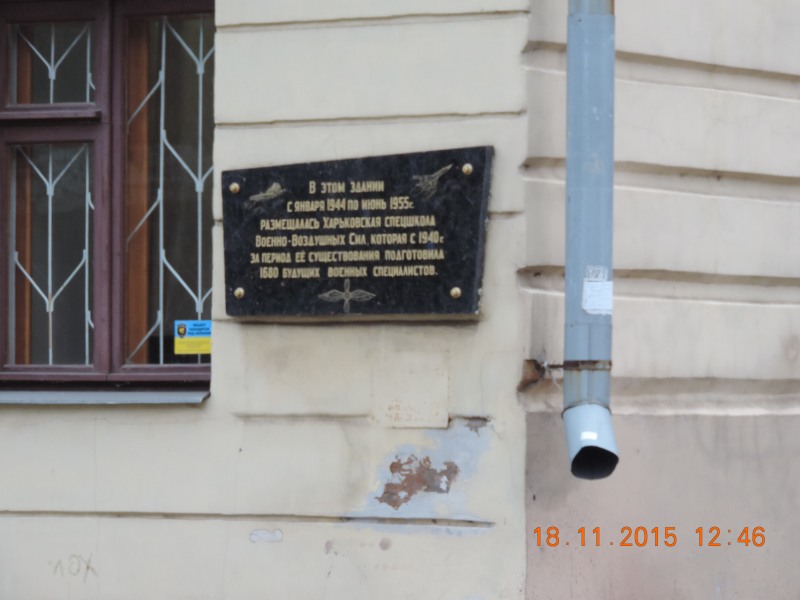 В ЭТОМ ЗДАНИИ
С ЯНВАРЯ 1944 ПО ИЮНЬ 1955г.
РАЗМЕЩАЛАСЬ ХАРЬКОВСКАЯ СПЕЦШКОЛА
ВОЕННО-ВОЗДУШНЫХ СИЛ, КОТОРАЯ С 1940г.
ЗА ПЕРИОД ЕЁ СУЩЕСТВОВАНИЯ ПОДГОТОВИЛА
1680 БУДУЩИХ ВОЕННЫХ СПЕЦИАЛИСТОВ.
18.11.2015 12:46